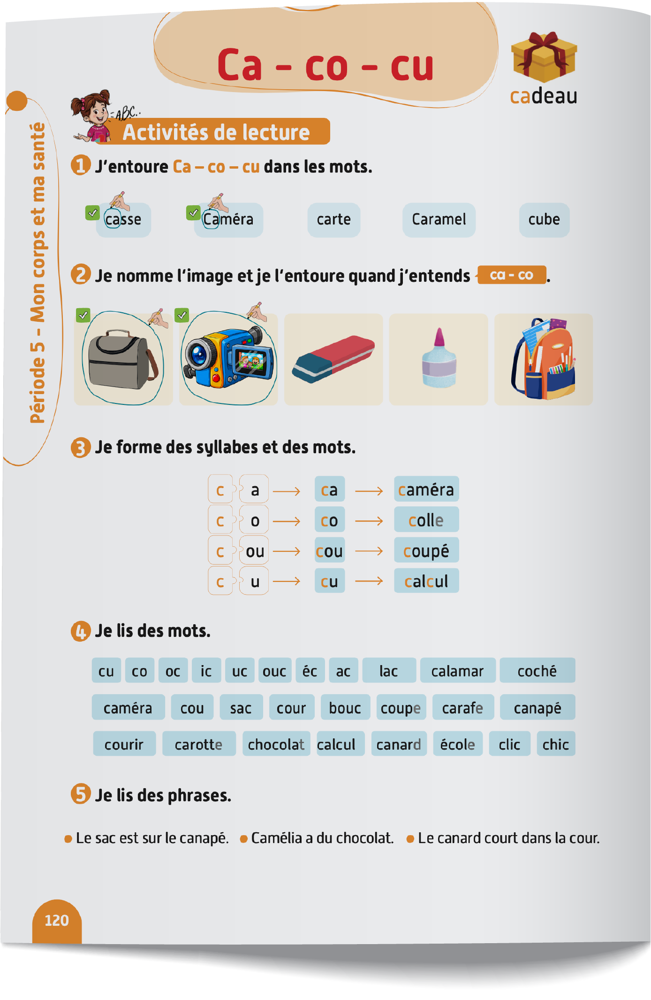 Ca – co – cu
cadeau
A.B.C..
Activités de lecture
Période 5 – Mon corps et ma santé
1 J'entoure Ca – co – cu dans les mots.
casse Caméra carte Caramel cube
2 Je nomme l'image et je l'entoure quand j'entends ca - co .
3 Je forme des syllabes et des mots.
c a ca caméra
c o co colle
c ou cou coupé
c u cu calcul
4 Je lis des mots.
cu co oc ic uc ouc éc ac lac calamar coché
caméra cou sac cour bouc coupe carafe canapé
courir carotte chocolat calcul canard école clic chic
5 Je lis des phrases.
Le sac est sur le canapé. Camélia a du chocolat. Le canard court dans la cour.
120